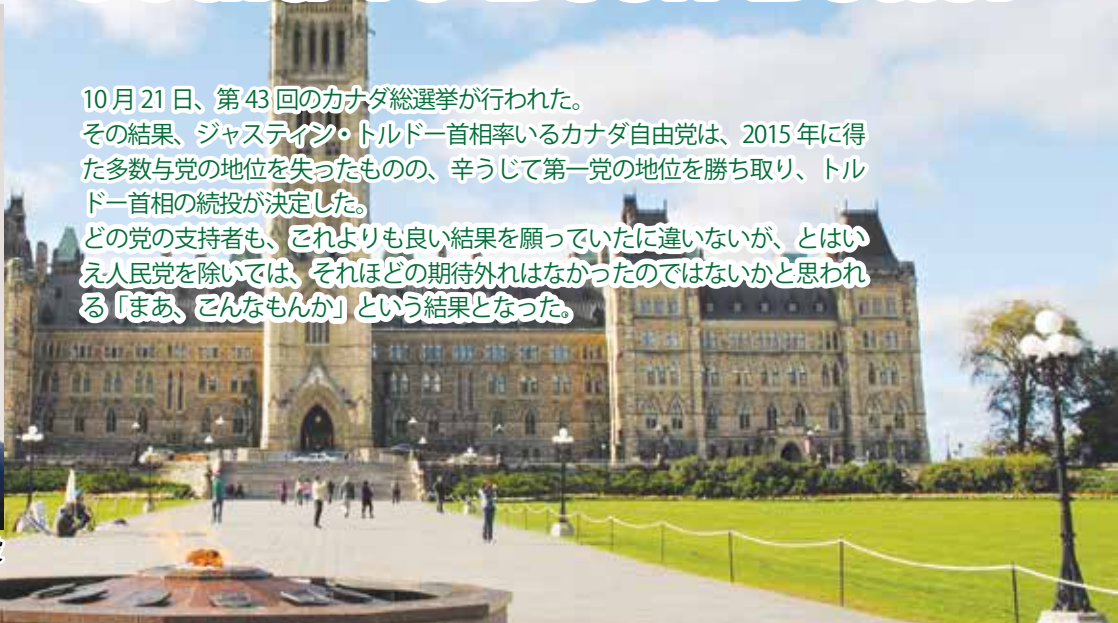 10月21日、第43回のカナダ総選挙が行われた。
その結果、ジャスティン・トルドー首相率いるカナダ自由党は、2015年に得
た多数与党の地位を失ったものの、辛うじて第一党の地位を勝ち取り、トル
ドー首相の続投が決定した。
どの党の支持者も、これよりも良い結果を願っていたに違いないが、とはい
え人民党を除いては、それほどの期待外れはなかったのではないかと思われ
る「まあ、こんなもんか」という結果となった。